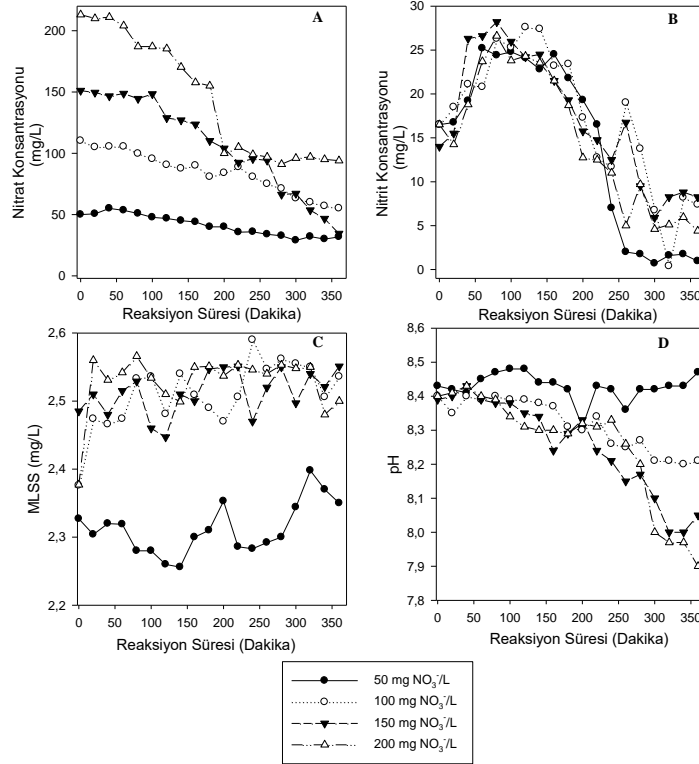 A
Nitrat Konsantrasyonu
(mg/L)
200
150
100
50
0
0 50 100 150 200 250 300 350
Reaksiyon Süresi (Dakika)
B
Nitrit Konsantrasyonu
(mg/L)
30
25
20
15
10
5
0
0 50 100 150 200 250 300 350
Reaksiyon Süresi (Dakika)
C
MLSS (mg/L)
2,6
2,5
2,4
2,3
2,2
0 50 100 150 200 250 300 350
Reaksiyon Süresi (Dakika)
D
pH
8,6
8,5
8,4
8,3
8,2
8,1
8,0
7,9
7,8
0 50 100 150 200 250 300 350
Reaksiyon Süresi (Dakika)
50 mg NO₃⁻/L
100 mg NO₃⁻/L
150 mg NO₃⁻/L
200 mg NO₃⁻/L